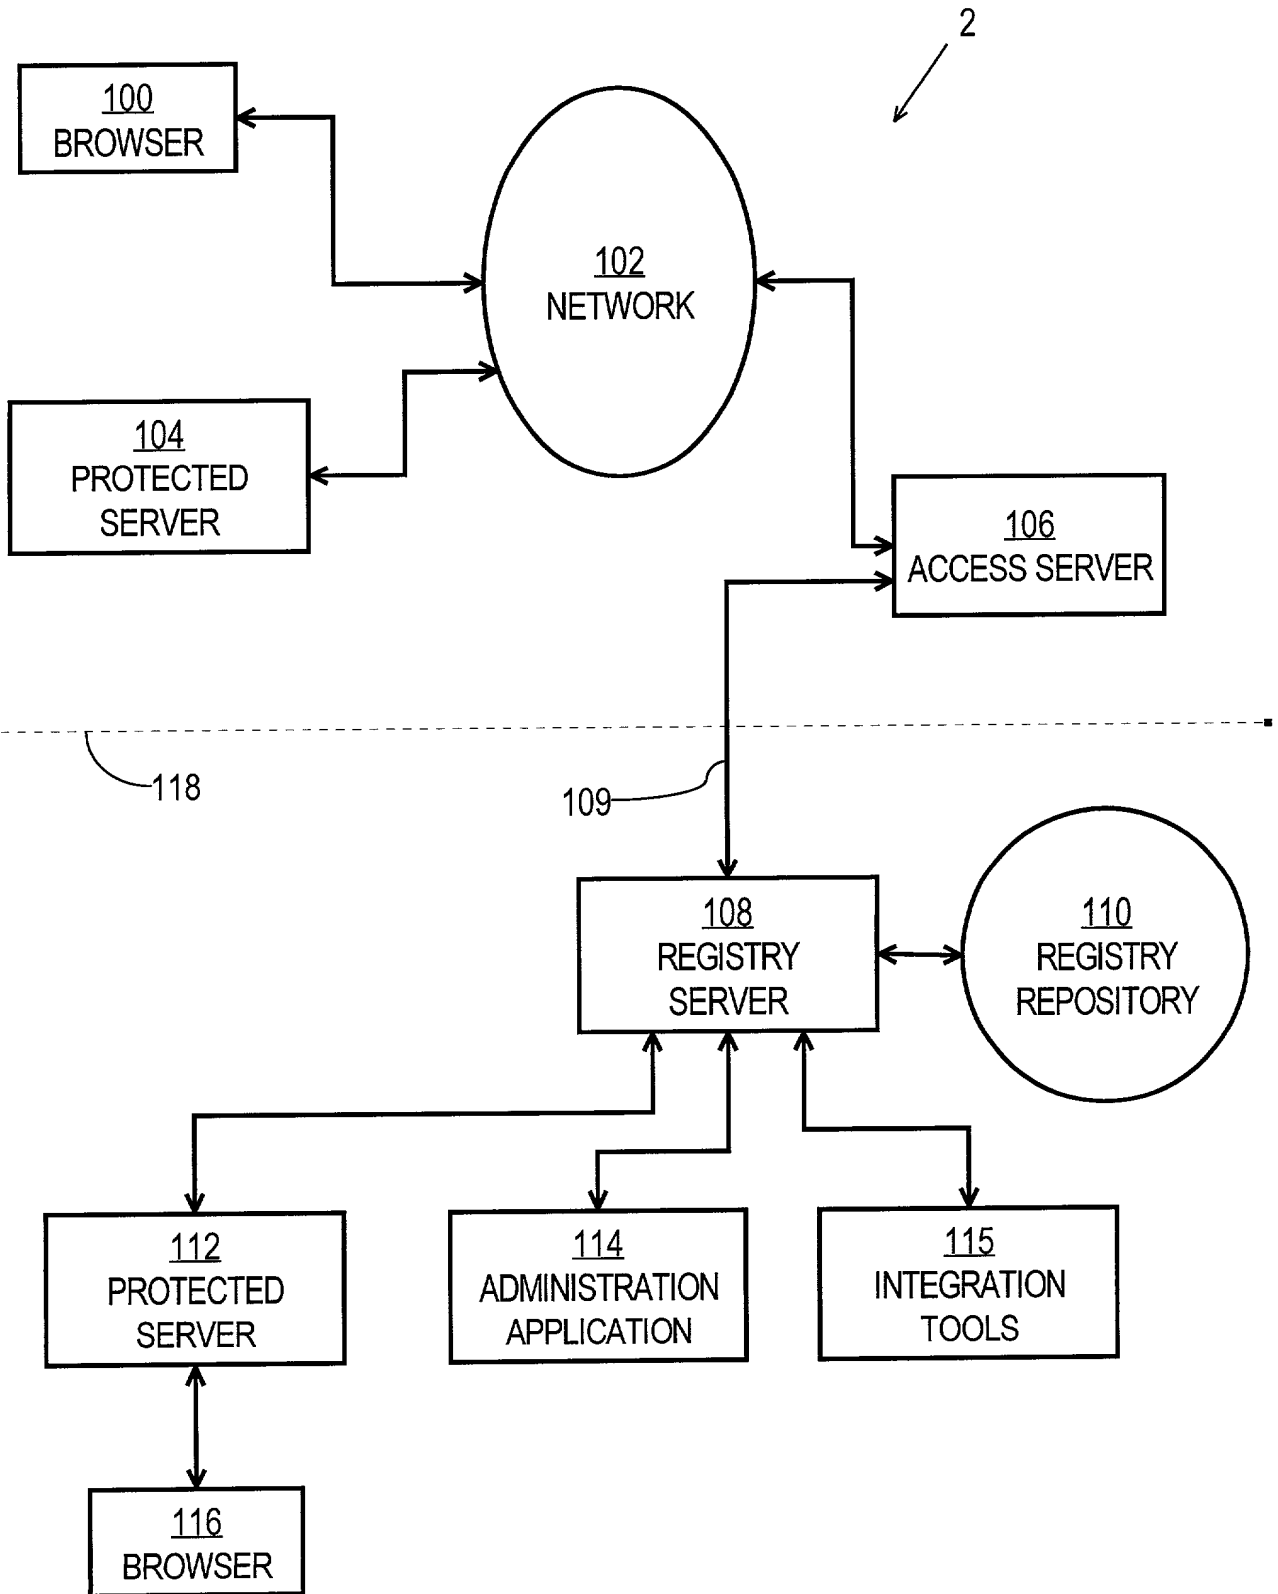 2
100
BROWSER
102
NETWORK
104
PROTECTED
SERVER
106
ACCESS SERVER
118
109
108
REGISTRY
SERVER
110
REGISTRY
REPOSITORY
112
PROTECTED
SERVER
114
ADMINISTRATION
APPLICATION
115
INTEGRATION
TOOLS
116
BROWSER